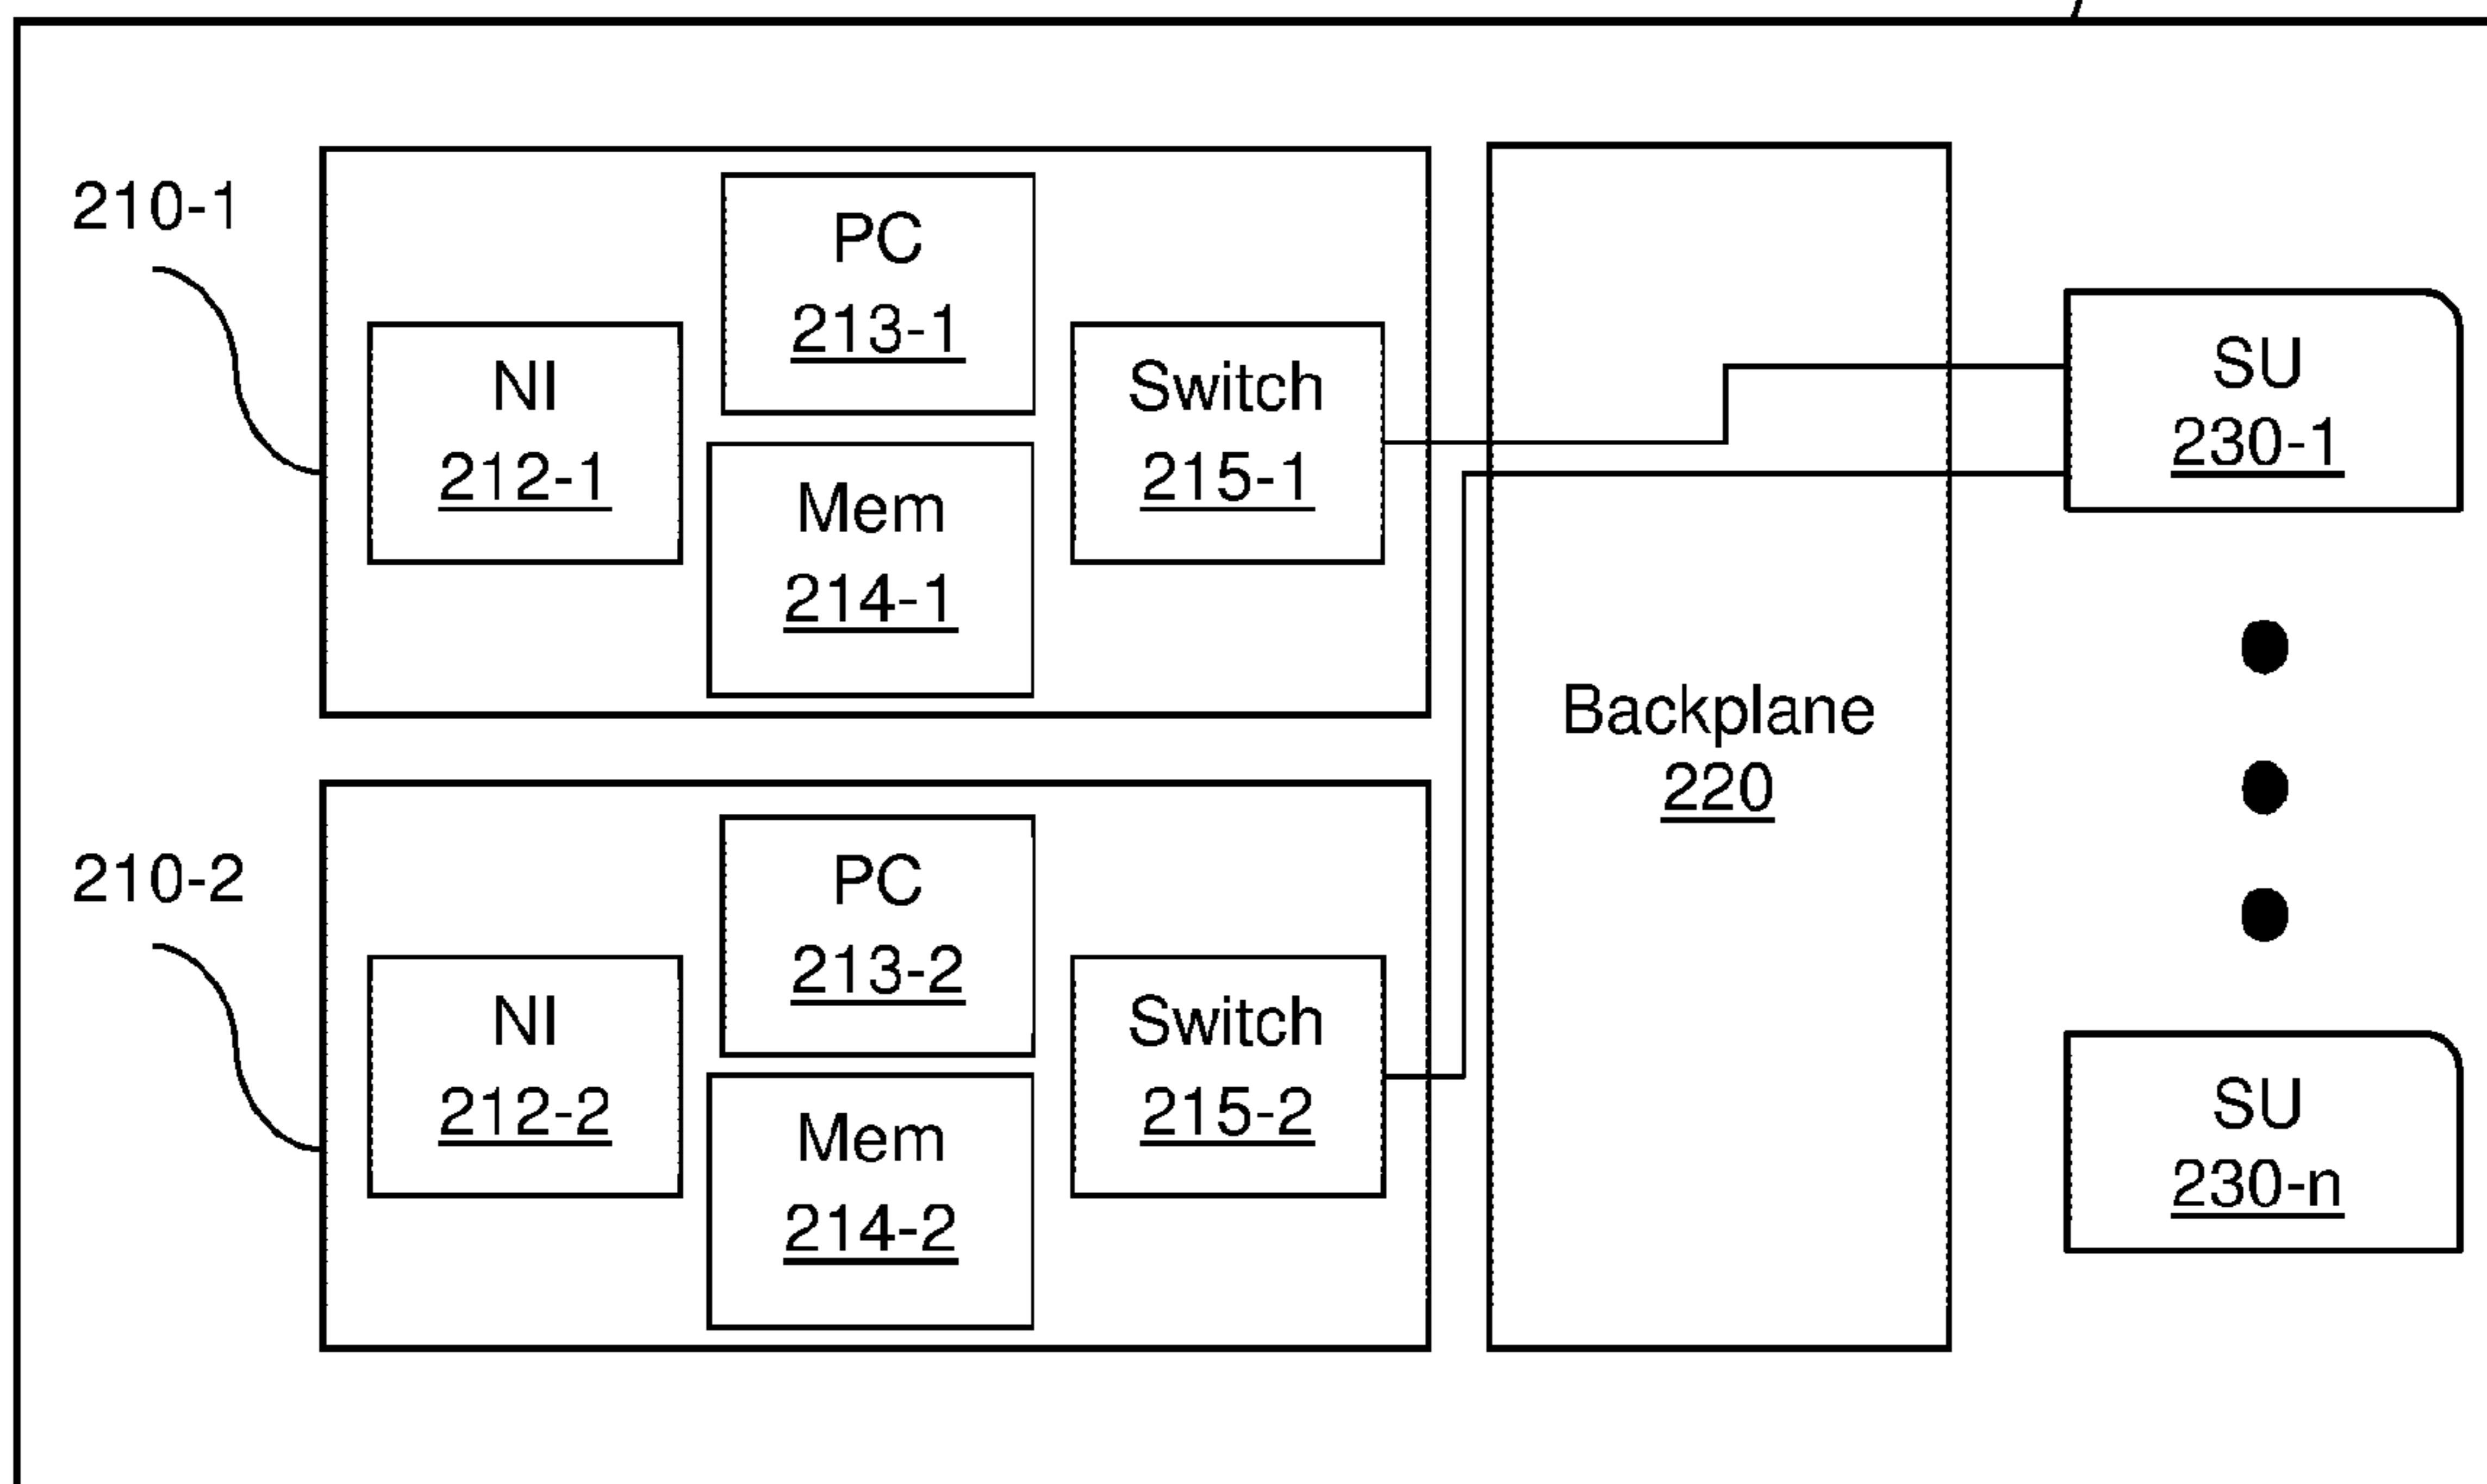 210-1
PC
213-1
NI
212-1
Switch
215-1
Mem
214-1
SU
230-1
Backplane
220
210-2
PC
213-2
NI
212-2
Switch
215-2
Mem
214-2
SU
230-n